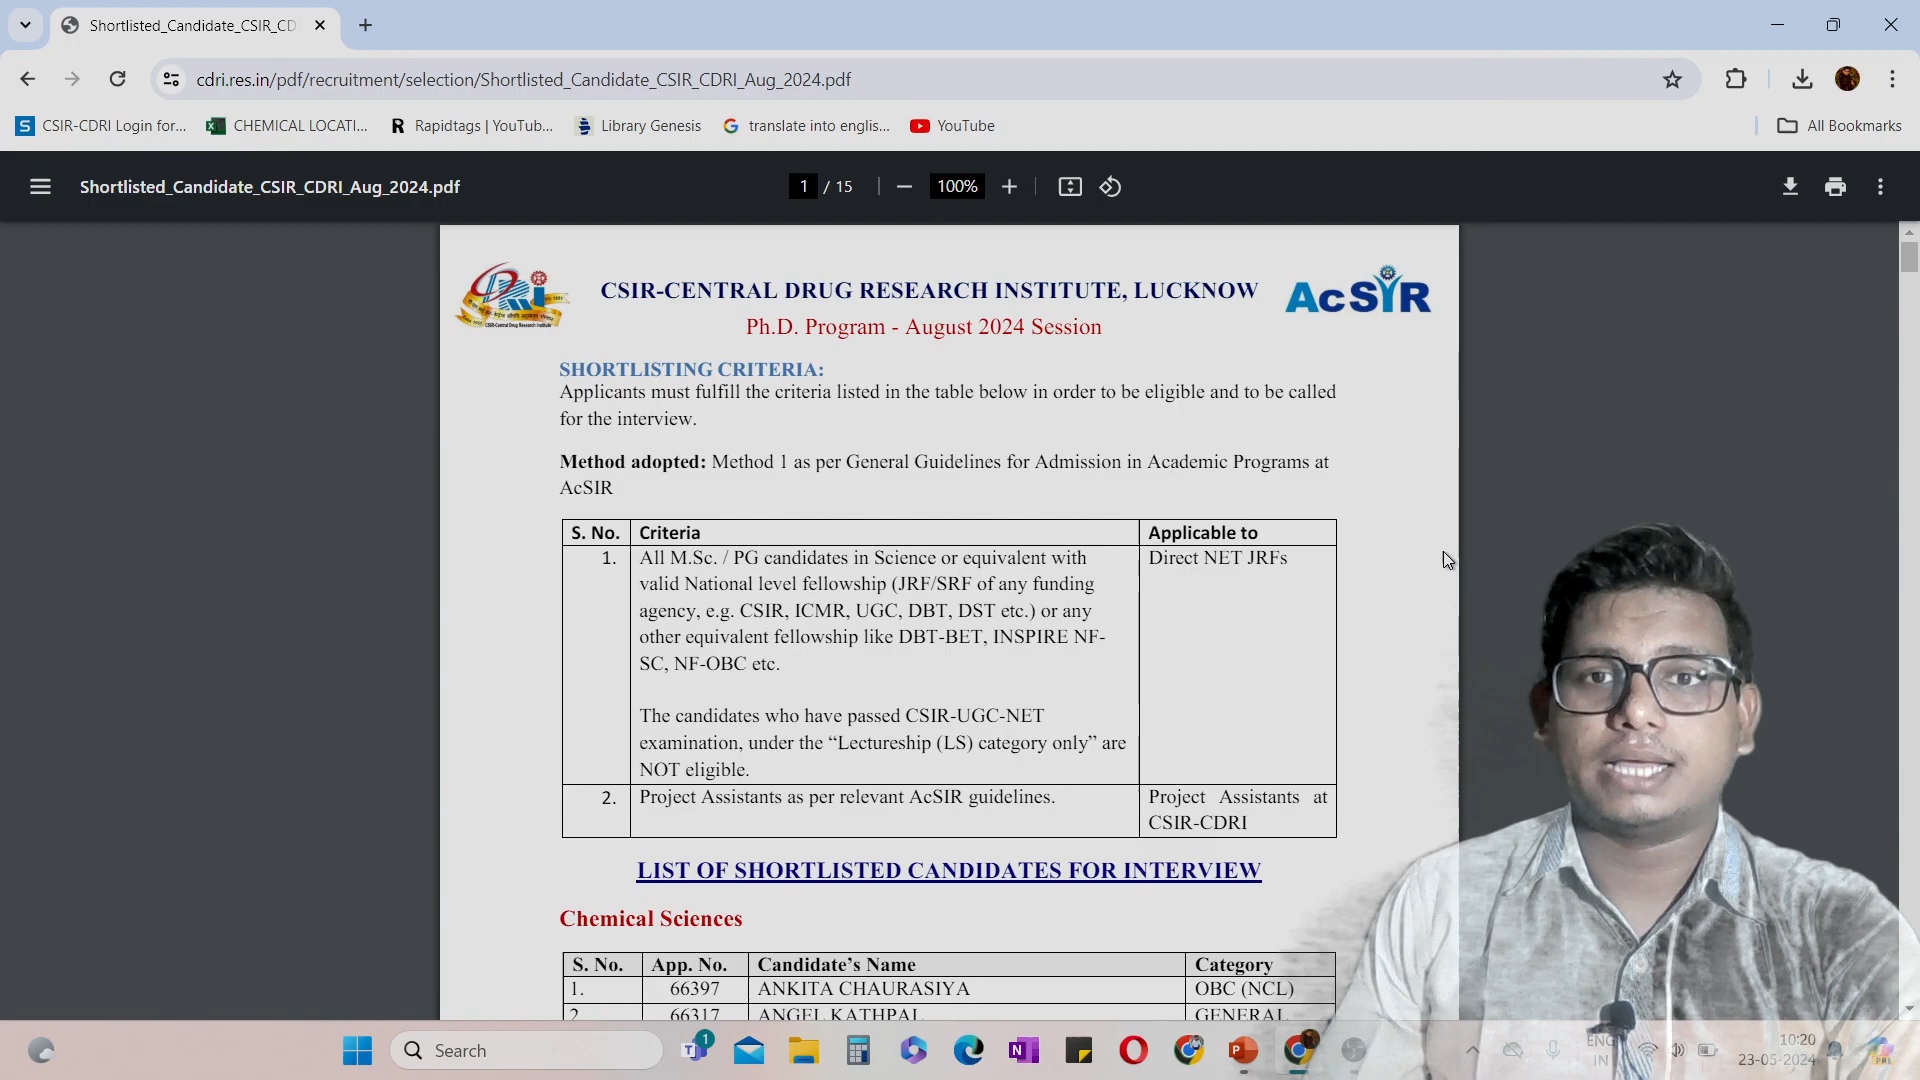 Shortlisted_Candidate_CSIR_CD
cdri.res.in/pdf/recruitment/selection/Shortlisted_Candidate_CSIR_CDRI_Aug_2024.pdf
S CSIR-CDRI Login for...
CHEMICAL LOCATI...
R Rapidtags | YouTub...
Library Genesis
G translate into englis...
YouTube
All Bookmarks
Shortlisted_Candidate_CSIR_CDRI_Aug_2024.pdf
1 / 15
100%
CSIR-CENTRAL DRUG RESEARCH INSTITUTE, LUCKNOW
AcSIR
CSIR-Central Drug Research Institute
Ph.D. Program - August 2024 Session
SHORTLISTING CRITERIA:
Applicants must fulfill the criteria listed in the table below in order to be eligible and to be called
for the interview.
Method adopted: Method 1 as per General Guidelines for Admission in Academic Programs at
AcSIR
S. No. Criteria Applicable to
1. All M.Sc. / PG candidates in Science or equivalent with Direct NET JRFs
valid National level fellowship (JRF/SRF of any funding
agency, e.g. CSIR, ICMR, UGC, DBT, DST etc.) or any
other equivalent fellowship like DBT-BET, INSPIRE NF-
SC, NF-OBC etc.
The candidates who have passed CSIR-UGC-NET
examination, under the “Lectureship (LS) category only” are
NOT eligible.
2. Project Assistants as per relevant AcSIR guidelines. Project Assistants at
CSIR-CDRI
LIST OF SHORTLISTED CANDIDATES FOR INTERVIEW
Chemical Sciences
S. No. App. No. Candidate’s Name Category
1. 66397 ANKITA CHAURASIYA OBC (NCL)
2. 66317 ANGEL KATHPAL GENERAL
Search
1
ENG
IN
10:20
23-05-2024
PRE